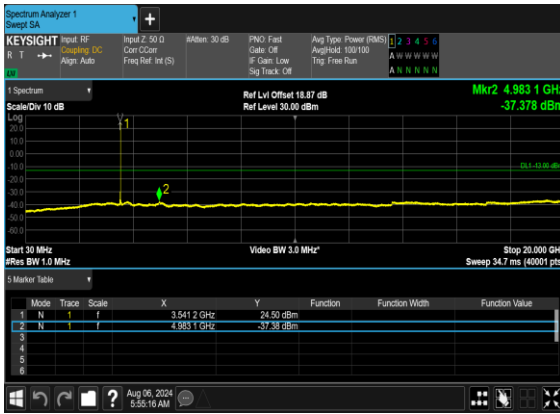 Spectrum Analyzer 1
Swept SA
+
KEYSIGHT Input: RF Input Z: 50 Ω #Atten: 30 dB PNO: Fast Avg Type: Power (RMS) 1 2 3 4 5 6
R T Coupling: DC Corr CCorr Gate: Off Avg|Hold: 100/100 A W W W W W
Align: Auto Freq Ref: Int (S) IF Gain: Low Trig: Free Run
LW Sig Track: Off A N N N N N
1 Spectrum Ref Lvl Offset 18.87 dB Mkr2 4.983 1 GHz
Scale/Div 10 dB Ref Level 30.00 dBm -37.378 dBm
Log
1
20.0
10.0
0.00
-10.0
DL1 -13.00 dBm
-20.0
-30.0
2
-40.0
-50.0
-60.0
Start 30 MHz Video BW 3.0 MHz* Stop 20.000 GHz
#Res BW 1.0 MHz Sweep 34.7 ms (40001 pts)
5 Marker Table
Mode Trace Scale X Y Function Function Width Function Value
1 N 1 f 3.541 2 GHz 24.50 dBm
2 N 1 f 4.983 1 GHz -37.38 dBm
3
4
5
6
? Aug 06, 2024
5:55:16 AM